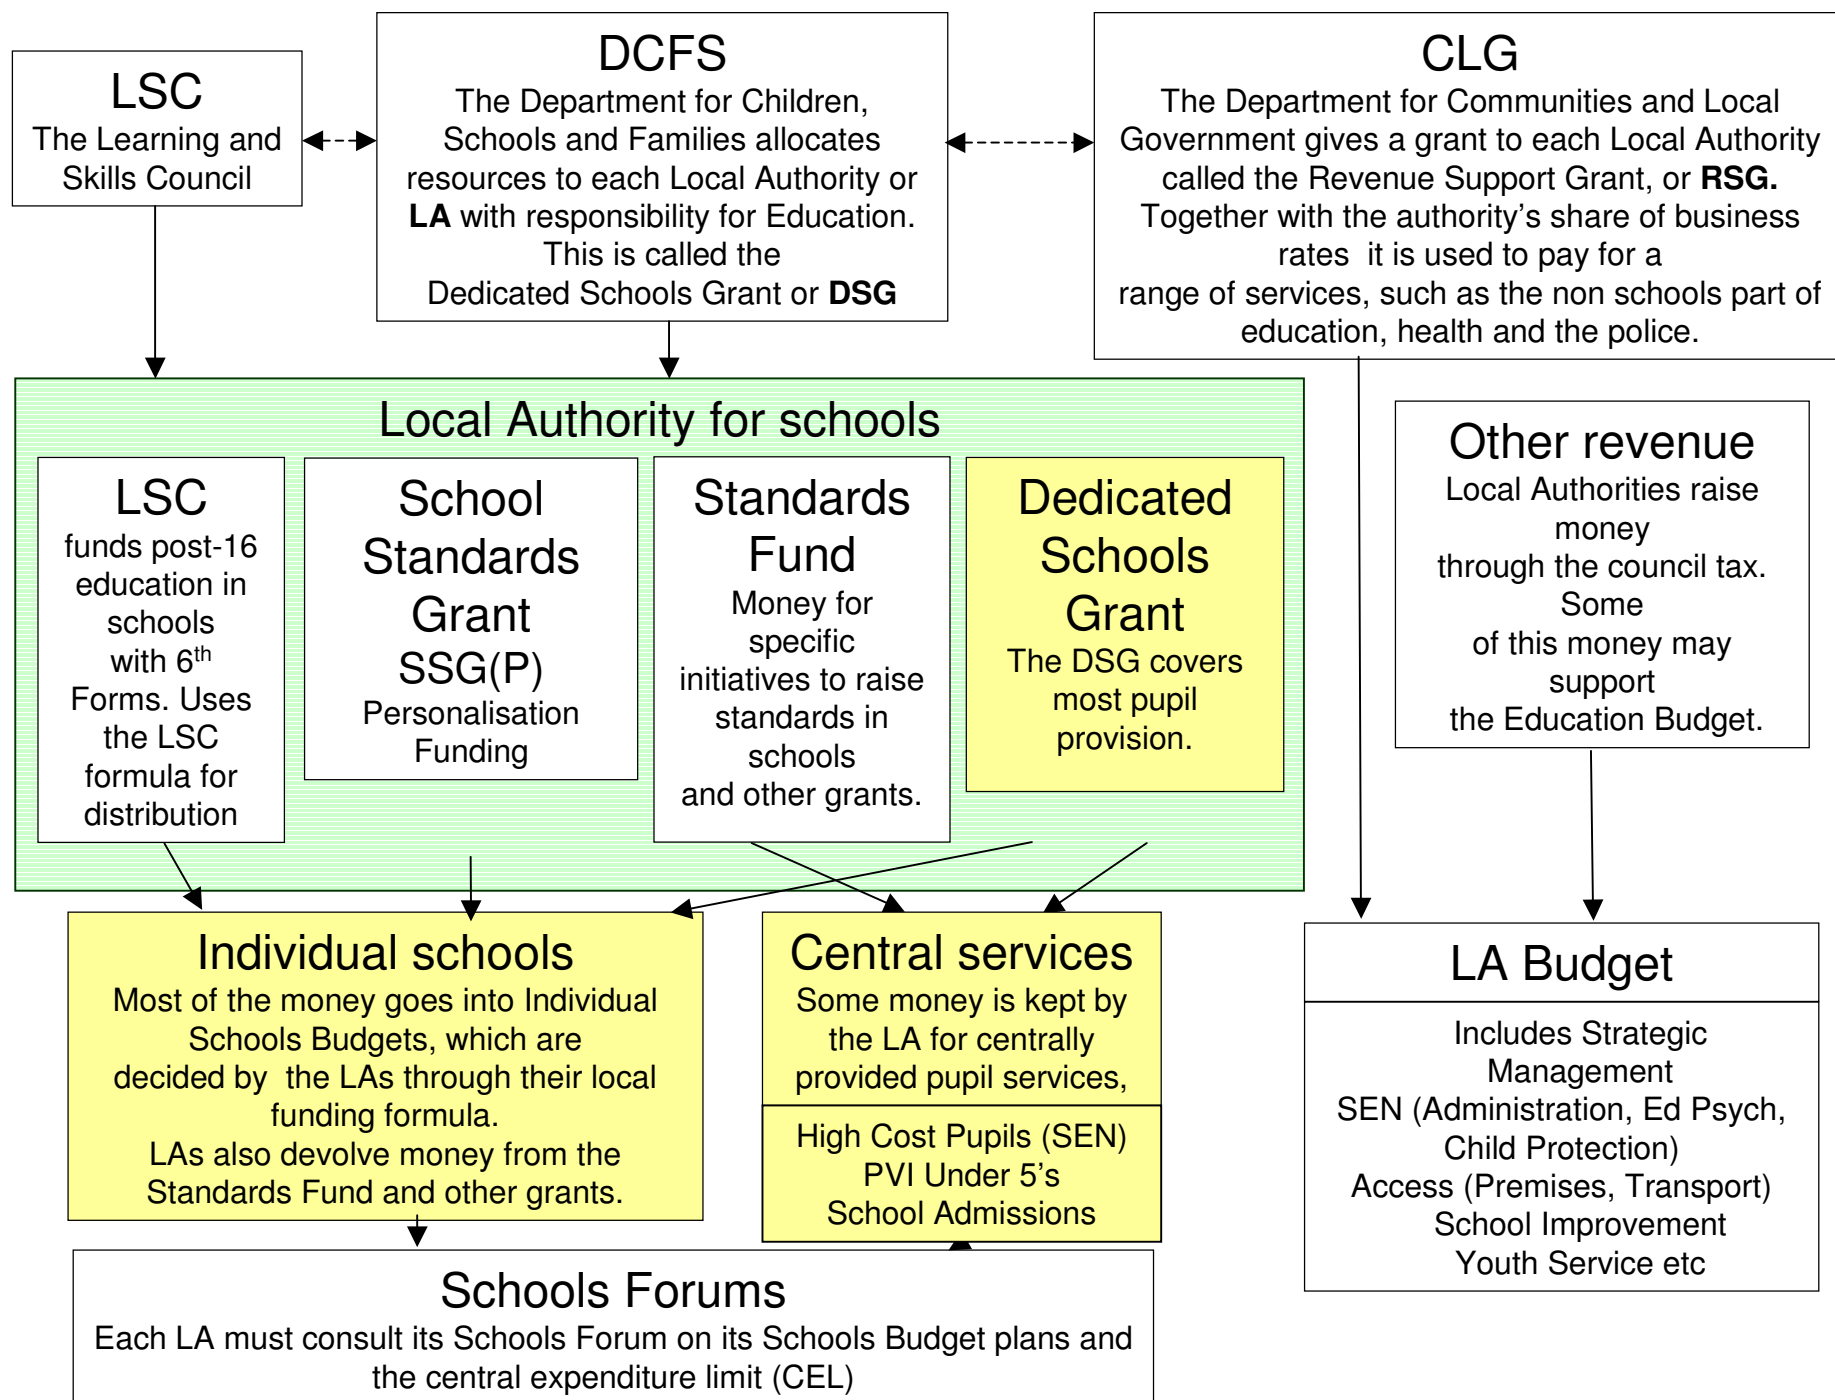 LSC
The Learning and
Skills Council
DCFS
The Department for Children,
Schools and Families allocates
resources to each Local Authority or
LA with responsibility for Education.
This is called the
Dedicated Schools Grant or DSG
CLG
The Department for Communities and Local
Government gives a grant to each Local Authority
called the Revenue Support Grant, or RSG.
Together with the authority's share of business
rates it is used to pay for a
range of services, such as the non schools part of
education, health and the police.
Local Authority for schools
LSC
funds post-16
education in
schools
with 6th
Forms. Uses
the LSC
formula for
distribution
School
Standards
Grant
SSG(P)
Personalisation
Funding
Standards
Fund
Money for
specific
initiatives to raise
standards in
schools
and other grants.
Dedicated
Schools
Grant
The DSG covers
most pupil
provision.
Other revenue
Local Authorities raise
money
through the council tax.
Some
of this money may
support
the Education Budget.
Individual schools
Most of the money goes into Individual
Schools Budgets, which are
decided by the LAs through their local
funding formula.
LAs also devolve money from the
Standards Fund and other grants.
Central services
Some money is kept by
the LA for centrally
provided pupil services,
High Cost Pupils (SEN)
PVI Under 5's
School Admissions
LA Budget
Includes Strategic
Management
SEN (Administration, Ed Psych,
Child Protection)
Access (Premises, Transport)
School Improvement
Youth Service etc
Schools Forums
Each LA must consult its Schools Forum on its Schools Budget plans and
the central expenditure limit (CEL)